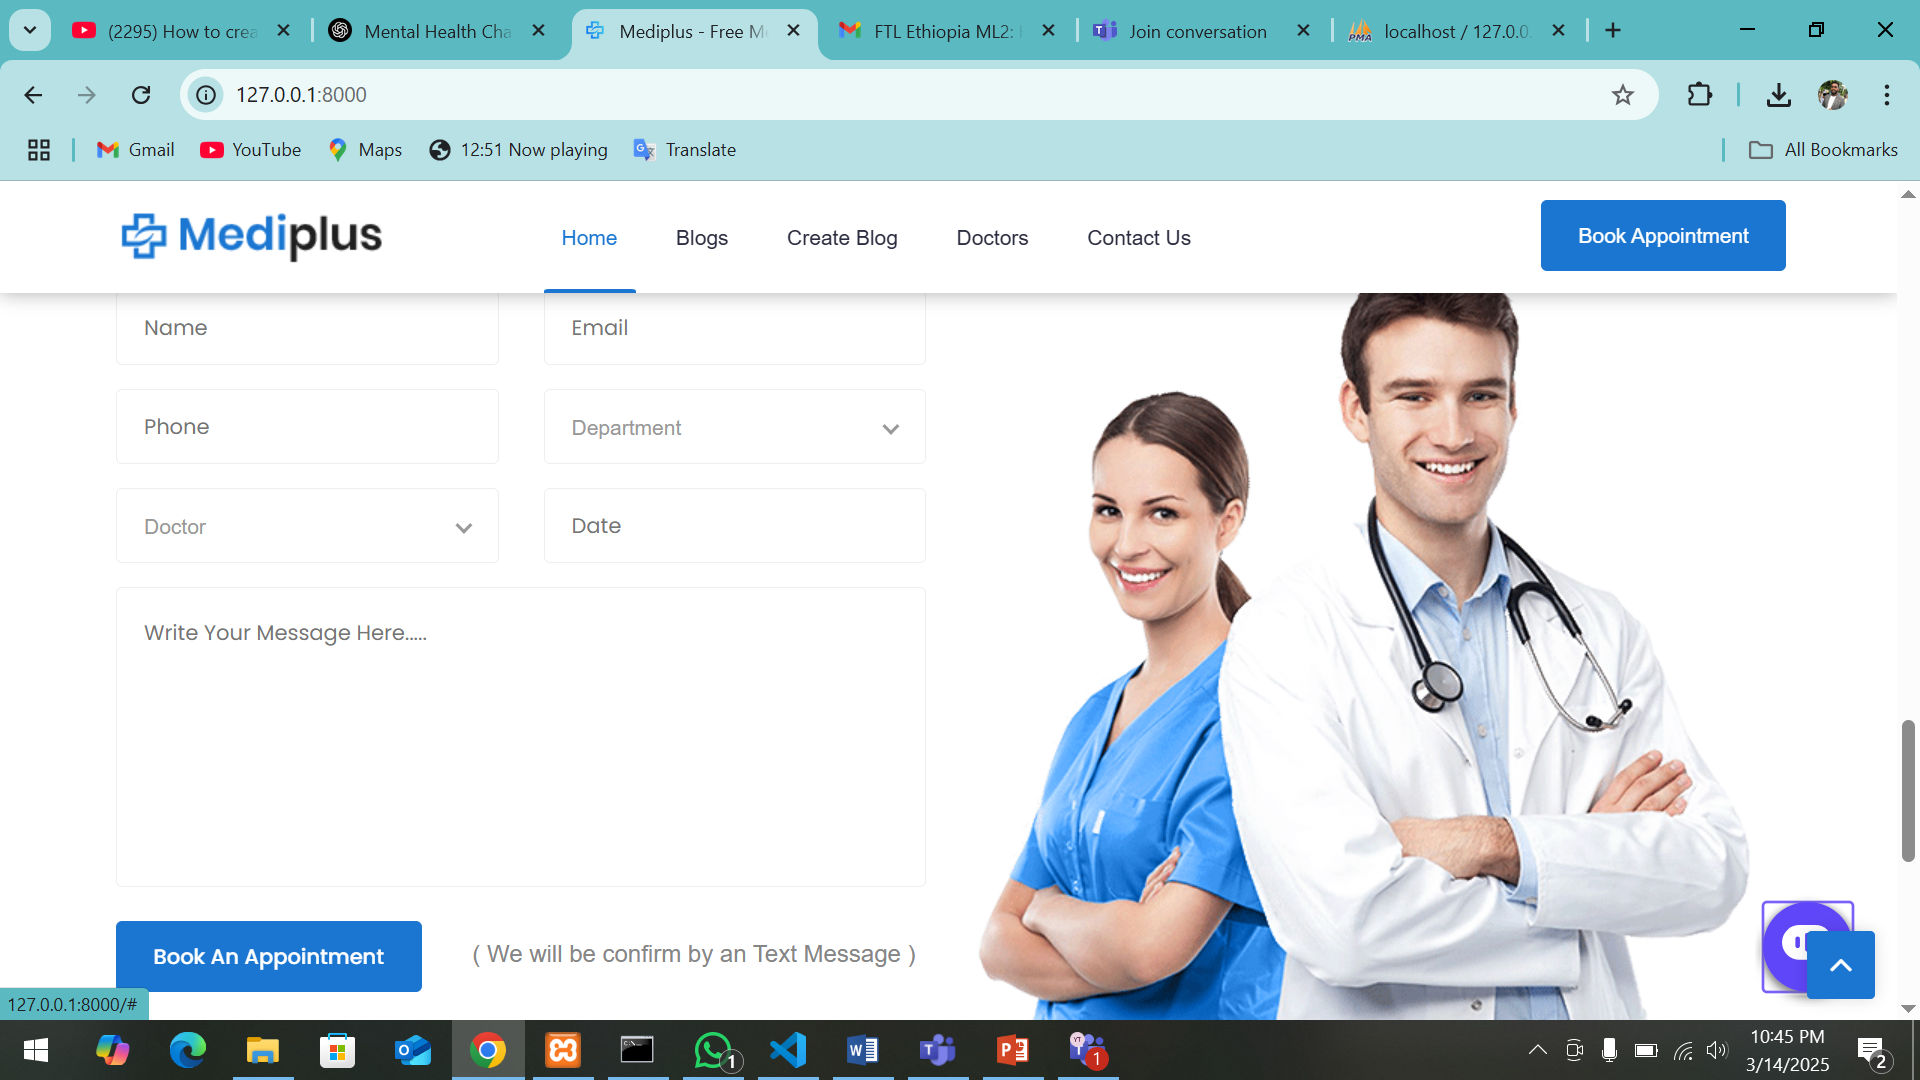 (2295) How to crea
Mental Health Cha
Mediplus - Free Me
FTL Ethiopia ML2:
Join conversation
PMA
localhost / 127.0.0.
127.0.0.1:8000
Gmail
YouTube
Maps
12:51 Now playing
Translate
All Bookmarks
Mediplus
Home
Blogs
Create Blog
Doctors
Contact Us
Book Appointment
Name
Email
Phone
Department
Doctor
Date
Write Your Message Here.....
Book An Appointment
( We will be confirm by an Text Message )
127.0.0.1:8000/#
1
YT
1
10:45 PM
3/14/2025
2